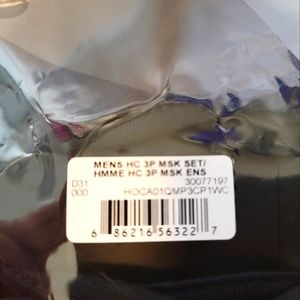 MENS HC 3P MSK SET/
HMME HC 3P MSK ENS
D31 30077197
000 HOCA01QMP3CP1WC
6 86216 56322 7